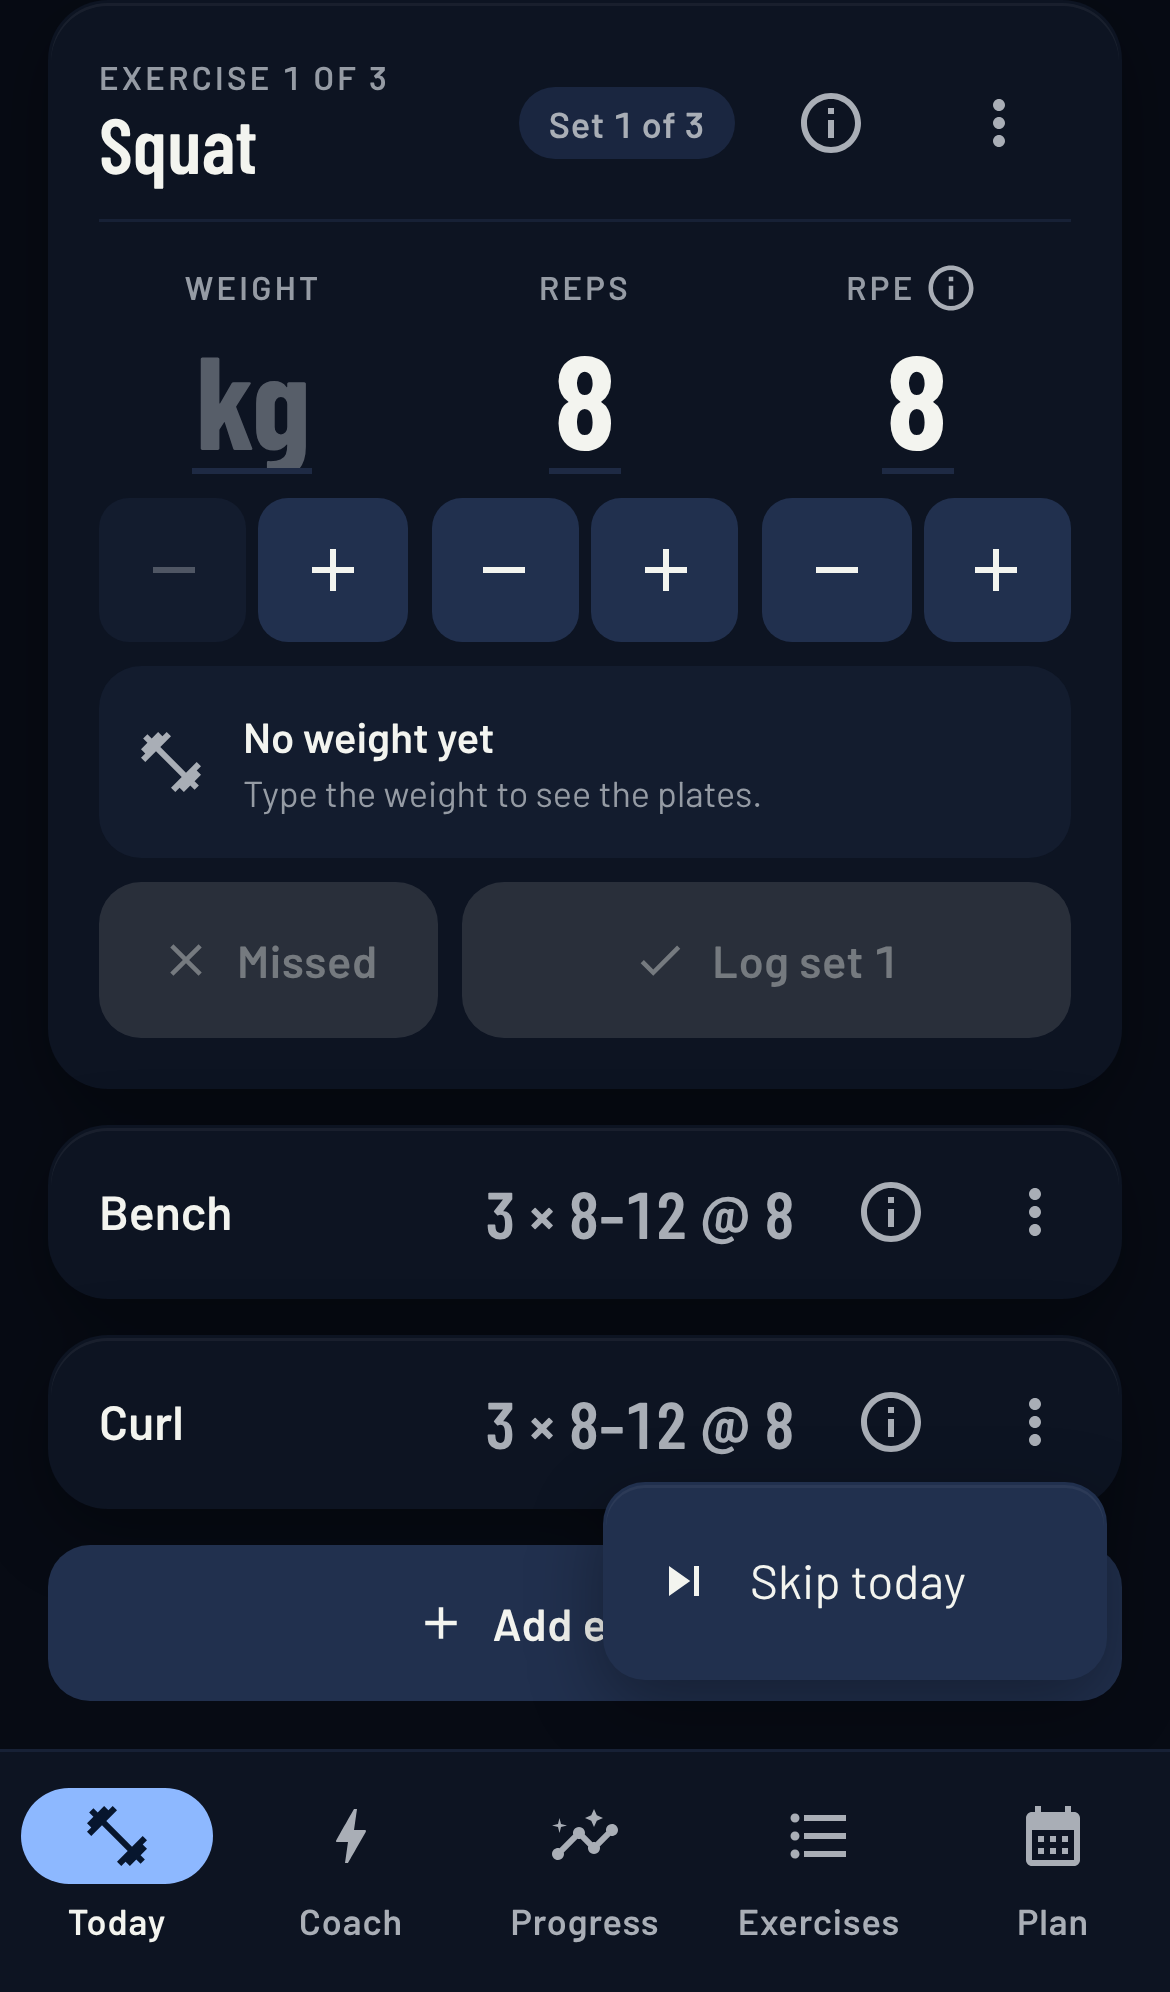 EXERCISE 1 OF 3
Squat
Set 1 of 3
WEIGHT
REPS
RPE
kg
8
8
No weight yet
Type the weight to see the plates.
Missed
Log set 1
Bench
3 × 8–12 @ 8
Curl
3 × 8–12 @ 8
Skip today
Add
Today
Coach
Progress
Exercises
Plan